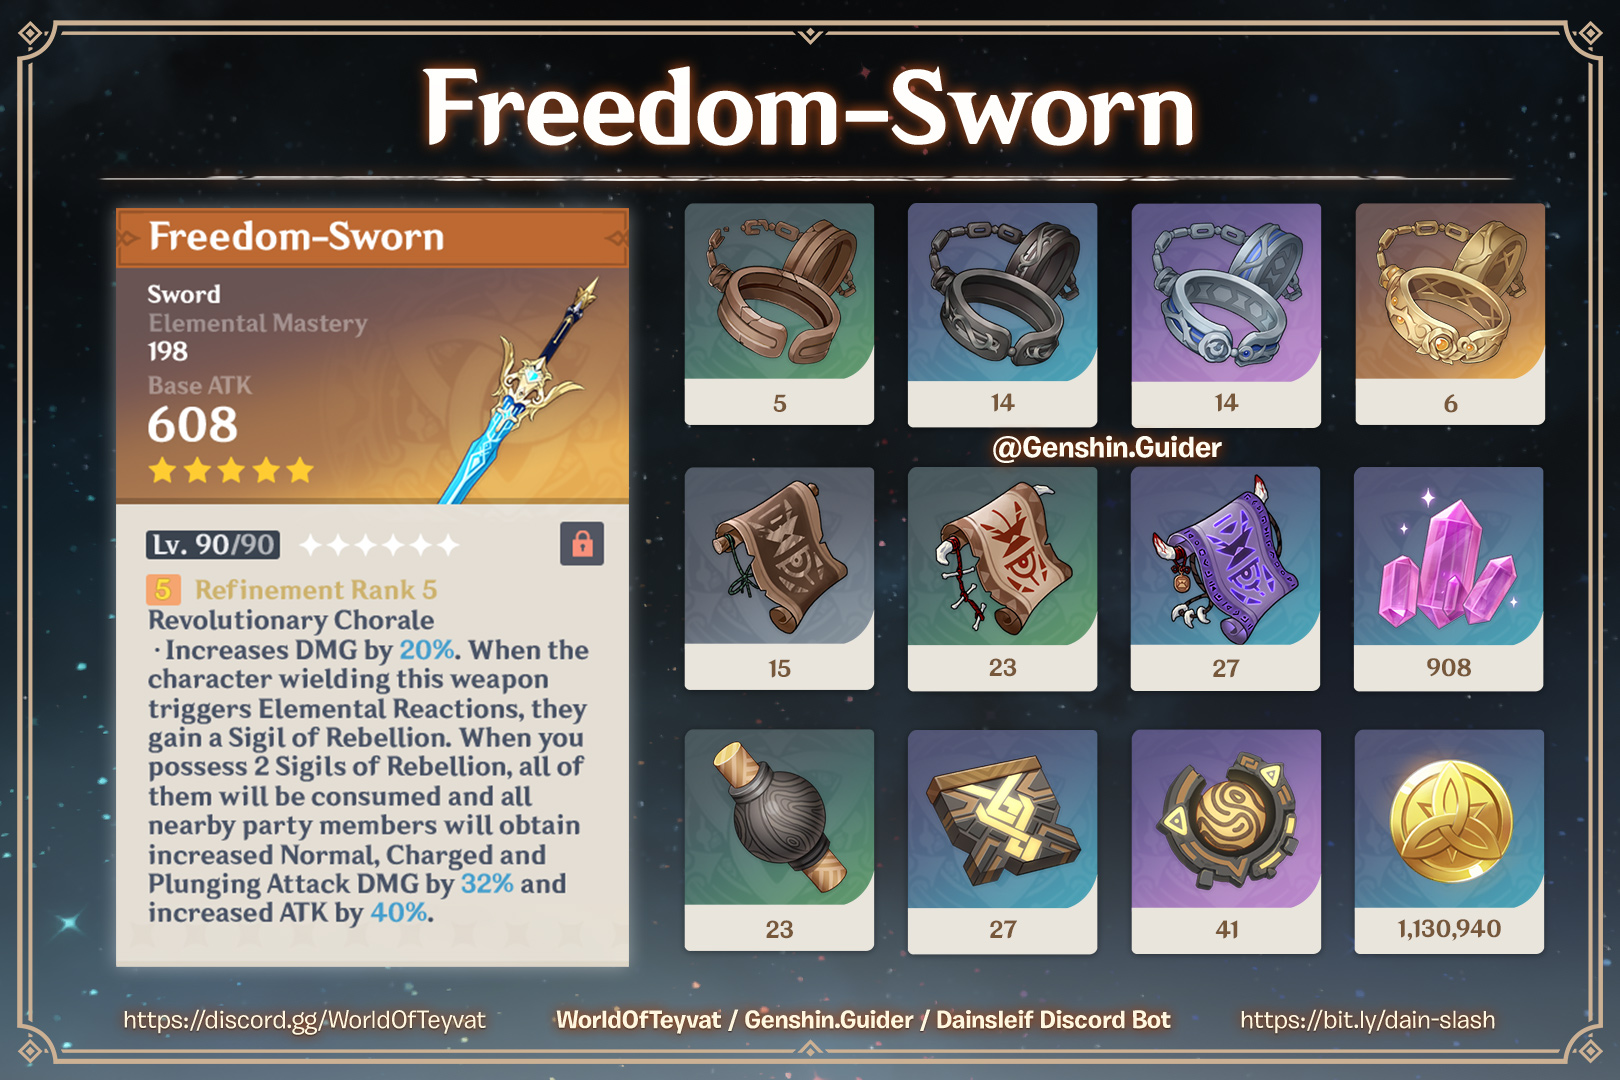 Freedom-Sworn
Freedom-Sworn
Sword
Elemental Mastery
198
Base ATK
608
Lv. 90/90
5 Refinement Rank 5
Revolutionary Chorale
· Increases DMG by 20%. When the
character wielding this weapon
triggers Elemental Reactions, they
gain a Sigil of Rebellion. When you
possess 2 Sigils of Rebellion, all of
them will be consumed and all
nearby party members will obtain
increased Normal, Charged and
Plunging Attack DMG by 32% and
increased ATK by 40%.
5 14 14 6
@Genshin.Guider
15 23 27 908
23 27 41 1,130,940
https://discord.gg/WorldOfTeyvat
WorldOfTeyvat / Genshin.Guider / Dainsleif Discord Bot
https://bit.ly/dain-slash